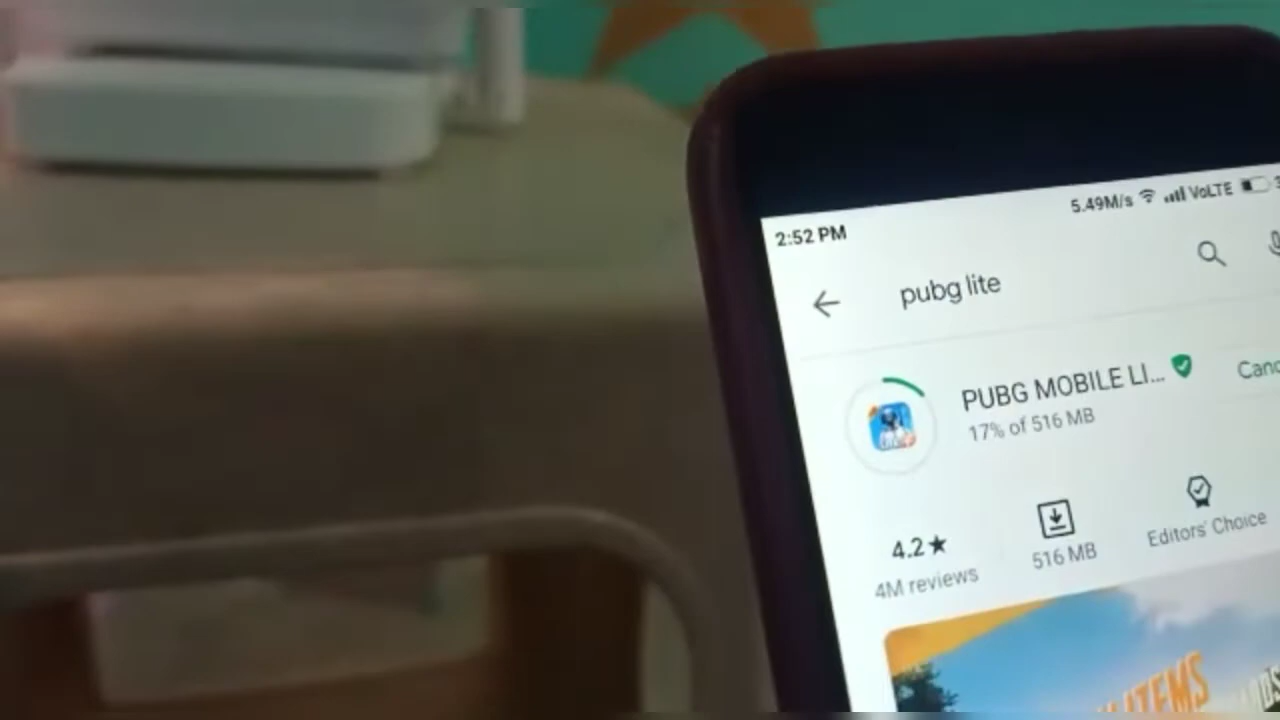 5.49M/s VoLTE
2:52 PM
pubg lite
PUBG MOBILE LI...
17% of 516 MB
4.2★
4M reviews
516 MB
Editors' Choice
ITEMS